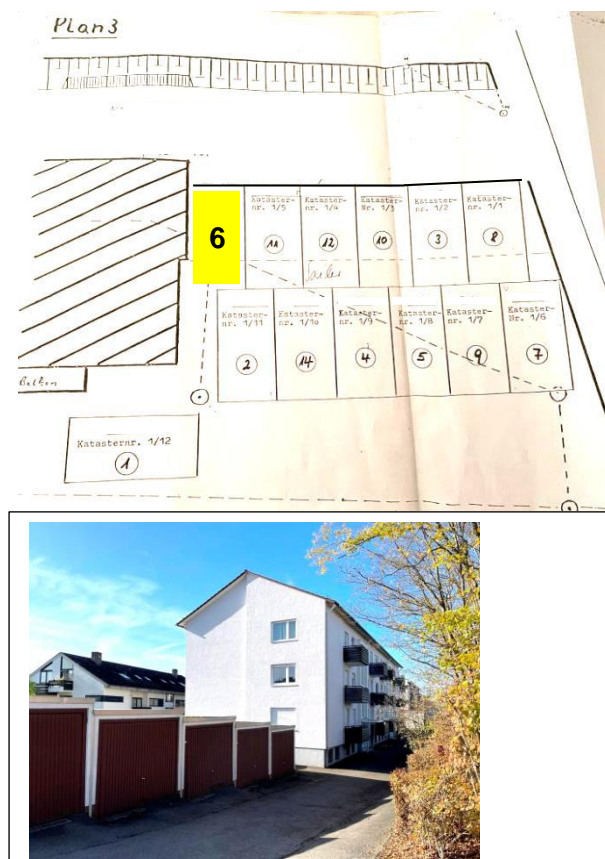 Plan3
Kataster-
nr. 1/5
11
Kataster-
nr. 1/4
12
Kataster-
Nr. 1/3
10
Kataster-
nr. 1/2
3
Kataster-
nr. 1/1
8
6
Kataster-
nr. 1/11
2
Kataster-
nr. 1/10
14
Kataster-
nr. 1/9
4
Kataster-
nr. 1/8
5
Kataster-
nr. 1/7
9
Kataster-
Nr. 1/6
7
Balkon
Katasternr. 1/12
1